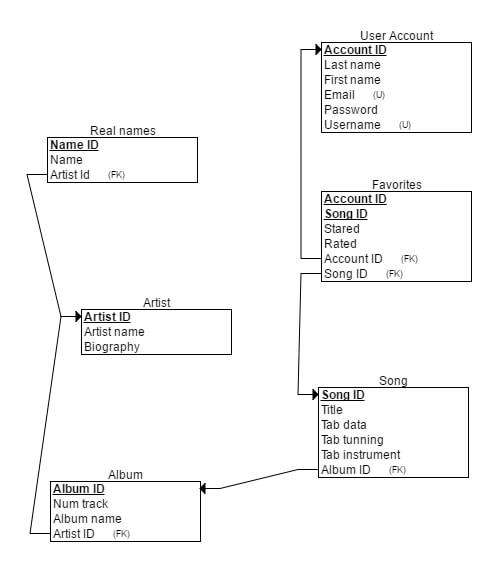 User Account
Account ID
Last name
First name
Email (U)
Password
Username (U)
Real names
Name ID
Name
Artist Id (FK)
Favorites
Account ID
Song ID
Stared
Rated
Account ID (FK)
Song ID (FK)
Artist
Artist ID
Artist name
Biography
Song
Song ID
Title
Tab data
Tab tunning
Tab instrument
Album ID (FK)
Album
Album ID
Num track
Album name
Artist ID (FK)